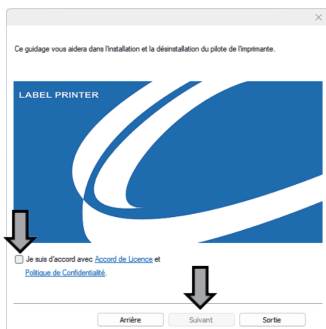 Ce guidage vous aidera dans l'installation et la désinstallation du pilote de l'imprimante.
LABEL PRINTER
Je suis d'accord avec Accord de Licence et
Politique de Confidentialité.
Arrière Suivant Sortie